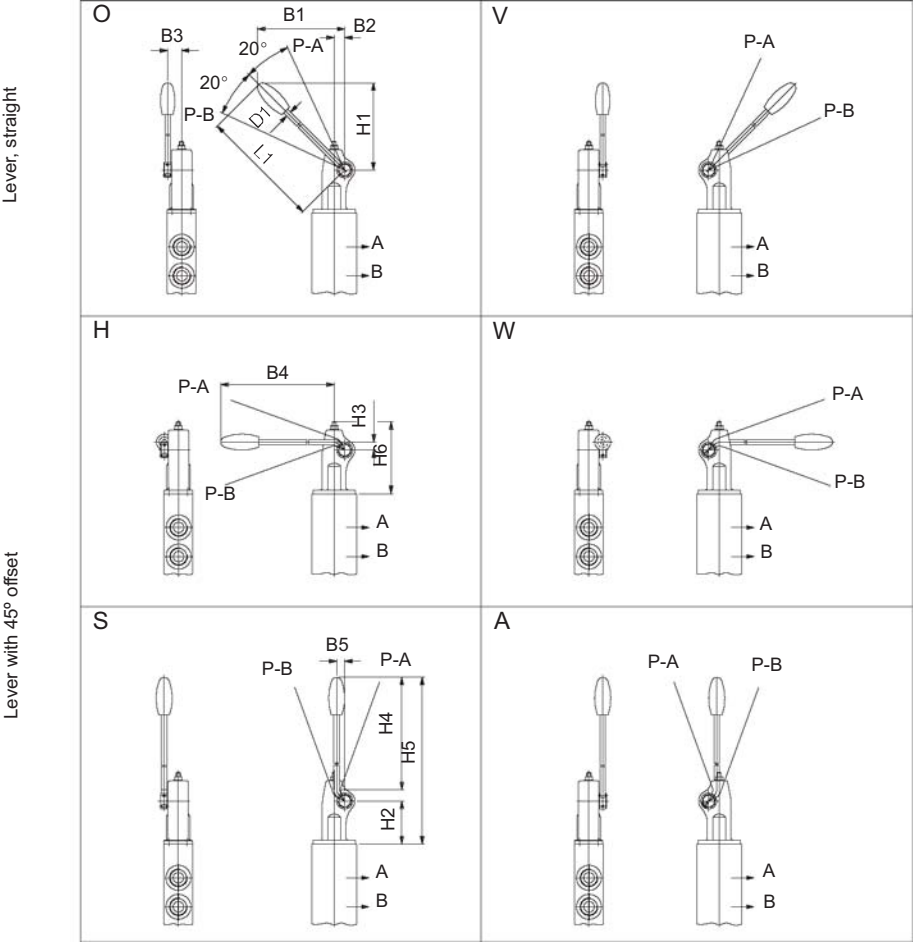 Lever, straight
O
B1
B2
B3
20°
P-A
20°
P-B
D1
H1
L1
A
B
V
P-A
P-B
A
B
Lever with 45º offset
H
B4
P-A
H3
H6
P-B
A
B
W
P-A
P-B
A
B
S
B5
P-B
P-A
H4
H5
H2
A
B
A
P-A
P-B
A
B